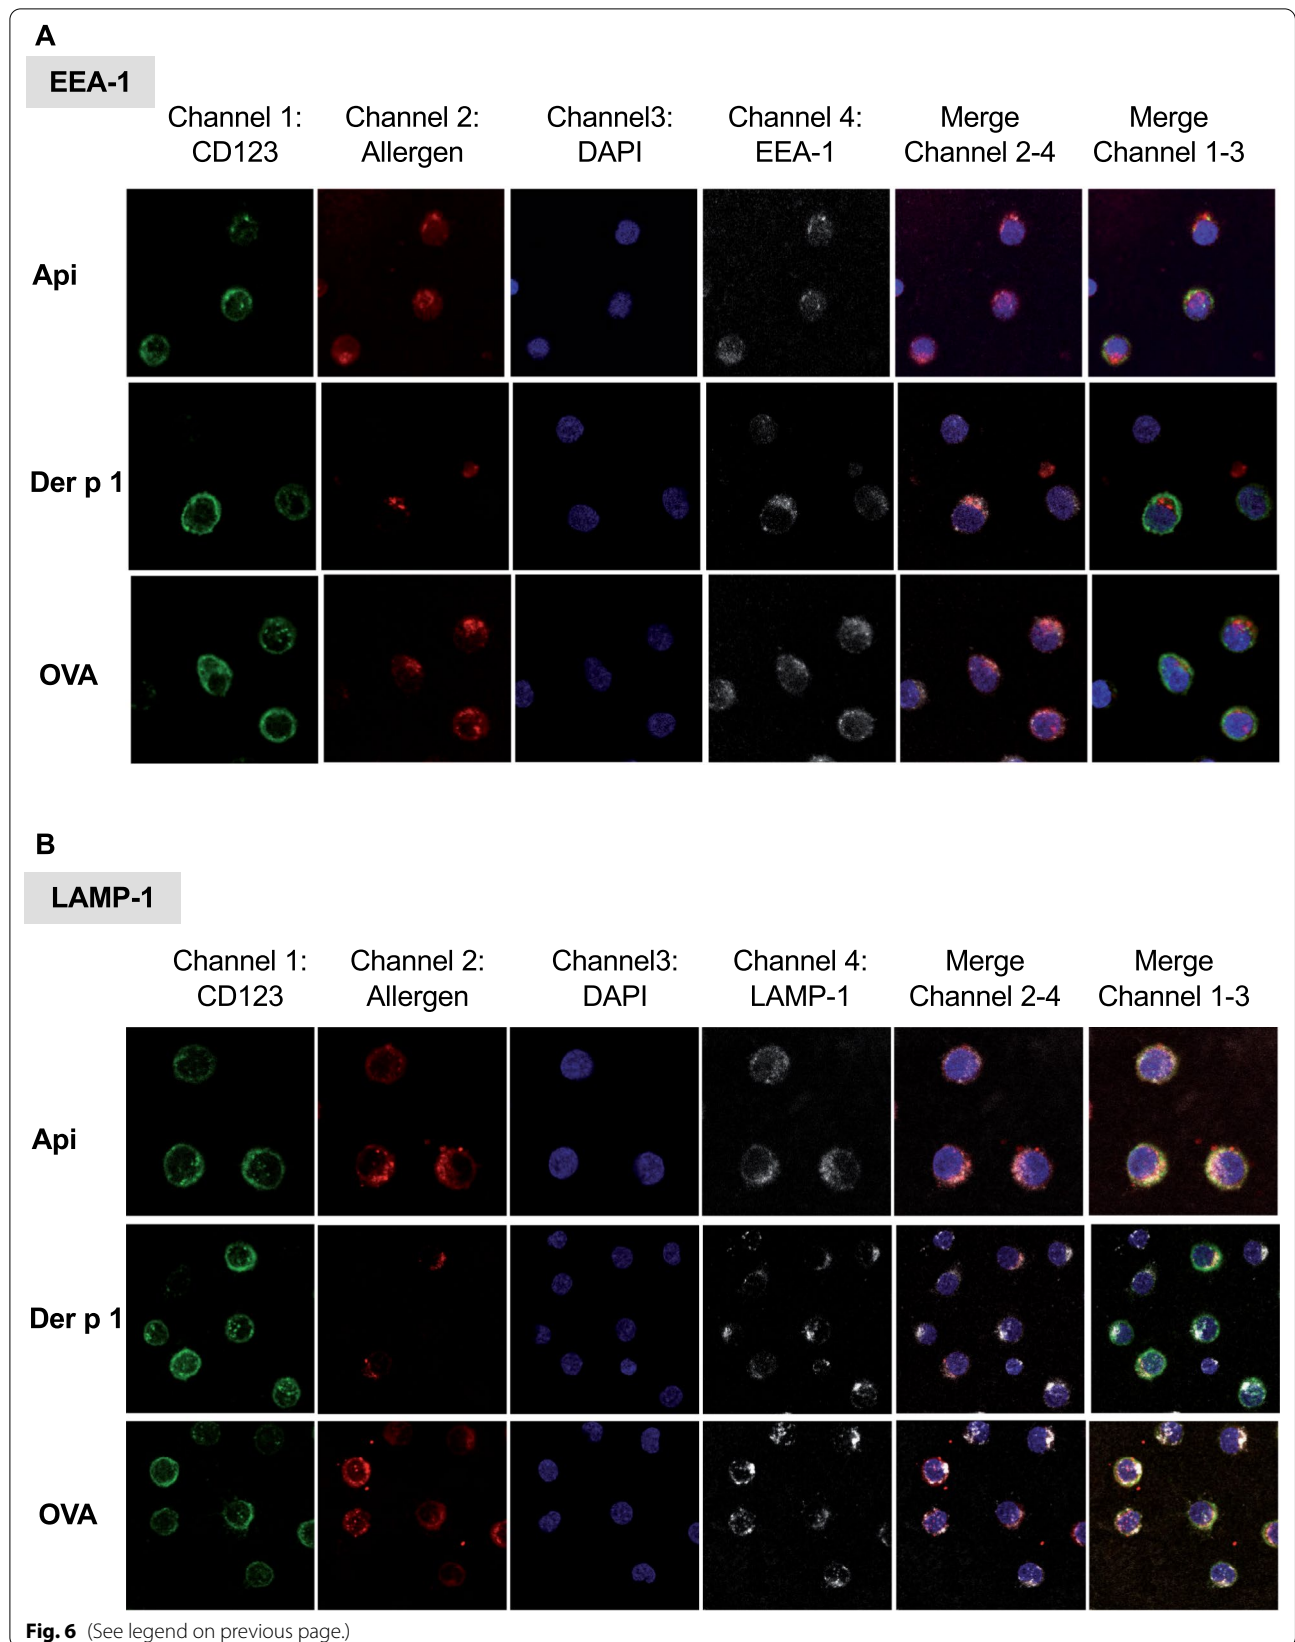 A
EEA-1
Channel 1: Channel 2: Channel3: Channel 4: Merge Merge
CD123 Allergen DAPI EEA-1 Channel 2-4 Channel 1-3
Api
Der p 1
OVA
B
LAMP-1
Channel 1: Channel 2: Channel3: Channel 4: Merge Merge
CD123 Allergen DAPI LAMP-1 Channel 2-4 Channel 1-3
Api
Der p 1
OVA
Fig. 6 (See legend on previous page.)